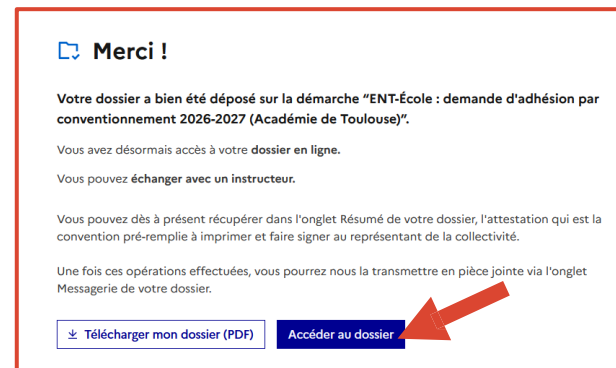 Merci !
Votre dossier a bien été déposé sur la démarche “ENT-École : demande d'adhésion par
conventionnement 2026-2027 (Académie de Toulouse)”.
Vous avez désormais accès à votre dossier en ligne.
Vous pouvez échanger avec un instructeur.
Vous pouvez dès à présent récupérer dans l'onglet Résumé de votre dossier, l'attestation qui est la
convention pré-remplie à imprimer et faire signer au représentant de la collectivité.
Une fois ces opérations effectuées, vous pourrez nous la transmettre en pièce jointe via l'onglet
Messagerie de votre dossier.
Télécharger mon dossier (PDF) Accéder au dossier